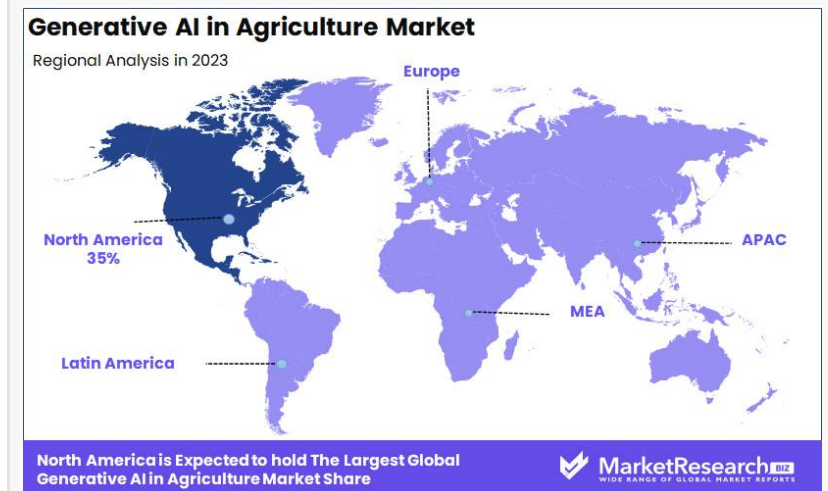 Generative AI in Agriculture Market
Regional Analysis in 2023
Europe
North America
35%
APAC
MEA
Latin America
North America is Expected to hold The Largest Global
Generative AI in Agriculture Market Share
MarketResearch BIZ
WIDE RANGE OF GLOBAL MARKET REPORTS